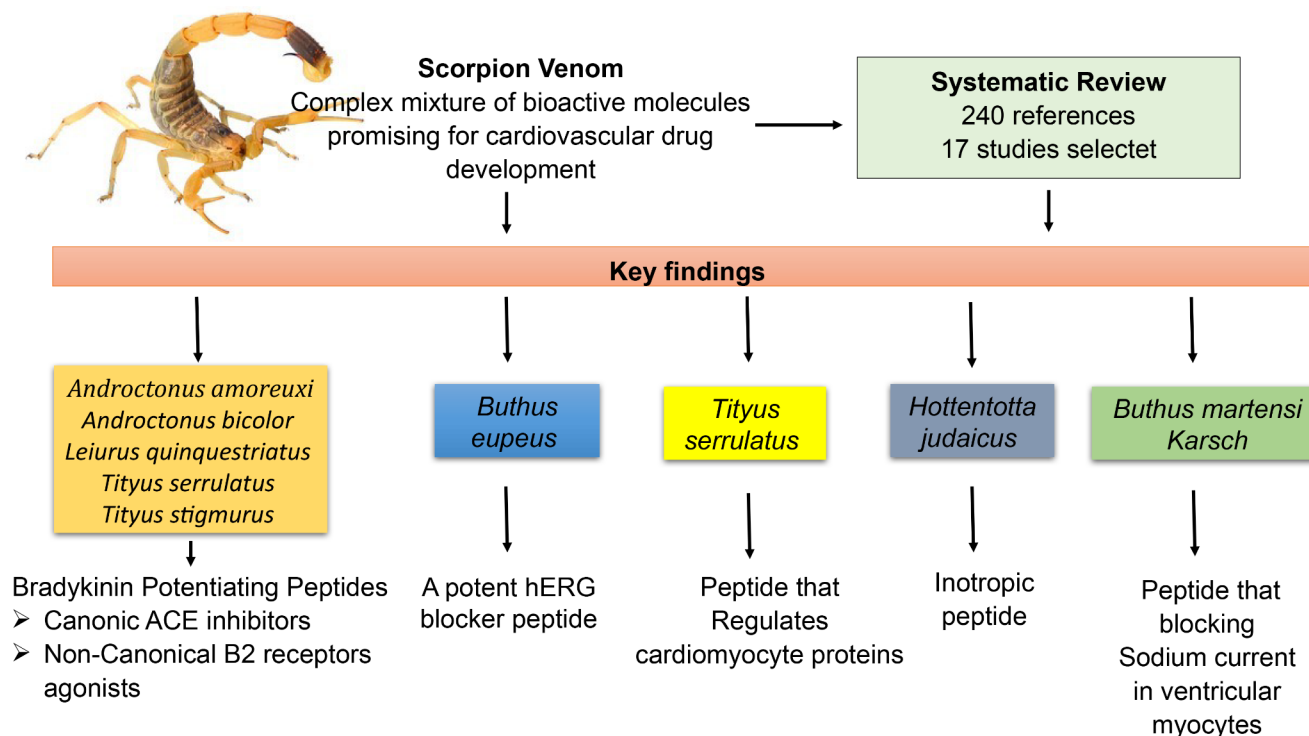 Scorpion Venom
Complex mixture of bioactive molecules
promising for cardiovascular drug
development
Systematic Review
240 references
17 studies selectet
Key findings
Androctonus amoreuxi
Androctonus bicolor
Leiurus quinquestriatus
Tityus serrulatus
Tityus stigmurus
Bradykinin Potentiating Peptides
➢ Canonic ACE inhibitors
➢ Non-Canonical B2 receptors
agonists
Buthus
eupeus
A potent hERG
blocker peptide
Tityus
serrulatus
Peptide that
Regulates
cardiomyocyte proteins
Hottentotta
judaicus
Inotropic
peptide
Buthus martensi
Karsch
Peptide that
blocking
Sodium current
in ventricular
myocytes